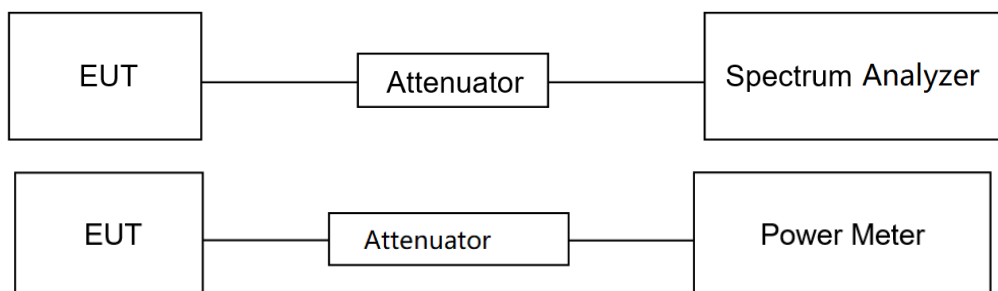 EUT
Attenuator
Spectrum Analyzer
EUT
Attenuator
Power Meter